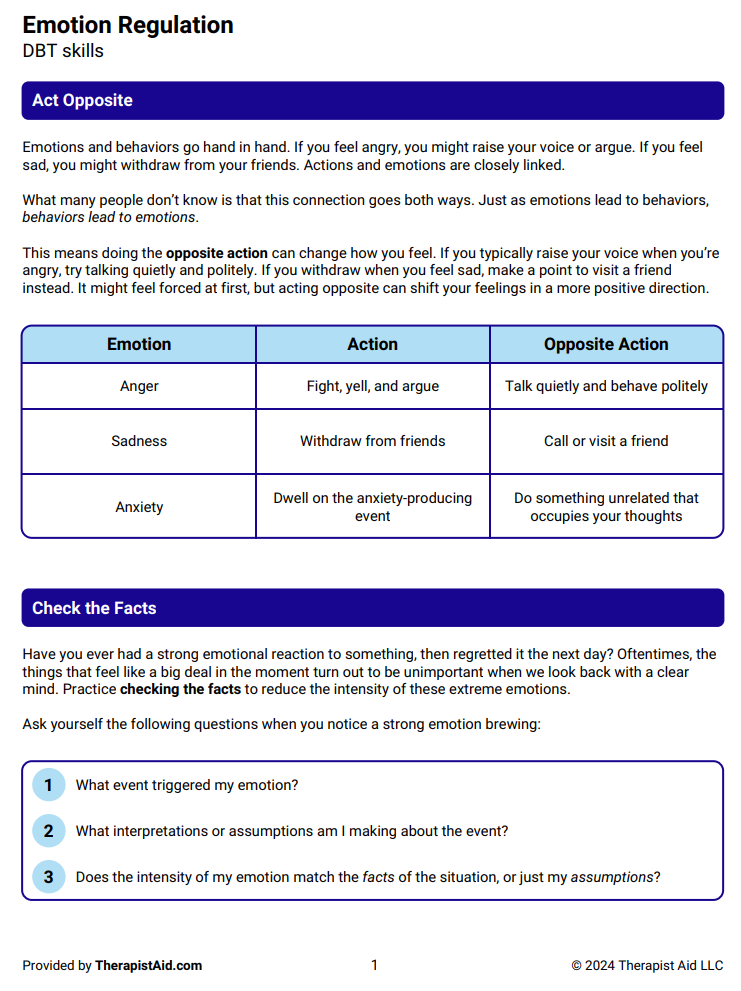 Emotion Regulation
DBT skills
Act Opposite
Emotions and behaviors go hand in hand. If you feel angry, you might raise your voice or argue. If you feel
sad, you might withdraw from your friends. Actions and emotions are closely linked.
What many people don’t know is that this connection goes both ways. Just as emotions lead to behaviors,
behaviors lead to emotions.
This means doing the opposite action can change how you feel. If you typically raise your voice when you’re
angry, try talking quietly and politely. If you withdraw when you feel sad, make a point to visit a friend
instead. It might feel forced at first, but acting opposite can shift your feelings in a more positive direction.
Emotion Action Opposite Action
Anger Fight, yell, and argue Talk quietly and behave politely
Sadness Withdraw from friends Call or visit a friend
Anxiety Dwell on the anxiety-producing event Do something unrelated that occupies your thoughts
Check the Facts
Have you ever had a strong emotional reaction to something, then regretted it the next day? Oftentimes, the
things that feel like a big deal in the moment turn out to be unimportant when we look back with a clear
mind. Practice checking the facts to reduce the intensity of these extreme emotions.
Ask yourself the following questions when you notice a strong emotion brewing:
1 What event triggered my emotion?
2 What interpretations or assumptions am I making about the event?
3 Does the intensity of my emotion match the facts of the situation, or just my assumptions?
Provided by TherapistAid.com 1 © 2024 Therapist Aid LLC